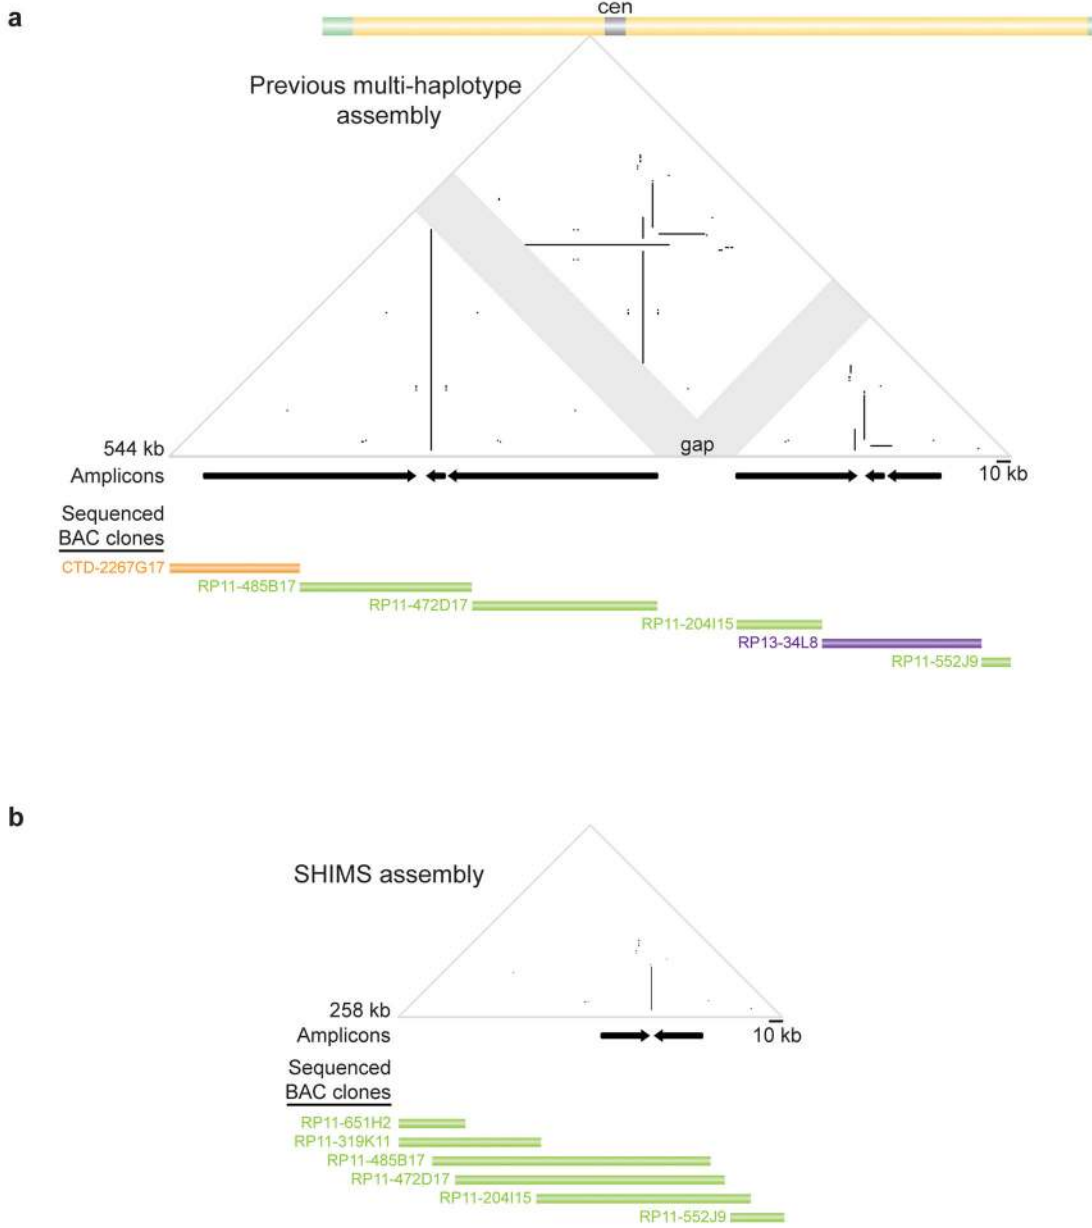 a
cen
Previous multi-haplotype
assembly
gap
544 kb
10 kb
Amplicons
Sequenced
BAC clones
CTD-2267G17
RP11-485B17
RP11-472D17
RP11-204I15
RP13-34L8
RP11-552J9
b
SHIMS assembly
258 kb
10 kb
Amplicons
Sequenced
BAC clones
RP11-651H2
RP11-319K11
RP11-485B17
RP11-472D17
RP11-204I15
RP11-552J9